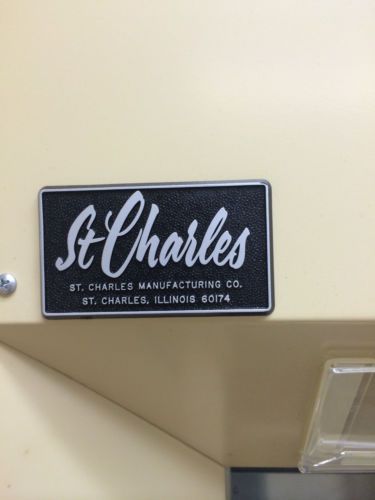 St Charles
ST. CHARLES MANUFACTURING CO.
ST. CHARLES, ILLINOIS 60174